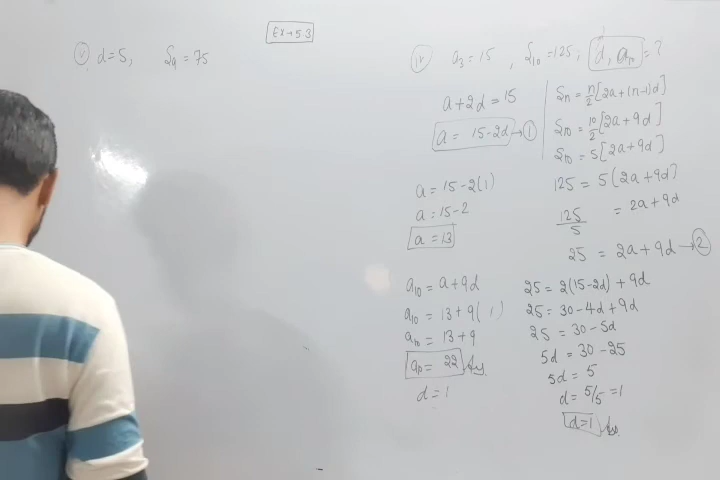 Ex→5.3
v) d=5, S₉ = 75
iv) a₃ = 15, S₁₀ = 125; d, a₁₀ = ?
a+2d = 15
a = 15-2d → ①
a = 15-2(1)
a = 15-2
a = 13
a₁₀ = a+9d
a₁₀ = 13+9(1)
a₁₀ = 13+9
a₁₀ = 22 Ans.
d = 1
Sₙ = n/2 [2a+(n-1)d]
S₁₀ = 10/2 [2a+9d]
S₁₀ = 5[2a+9d]
125 = 5[2a+9d]
125/5 = 2a+9d
25 = 2a+9d → ②
25 = 2(15-2d) + 9d
25 = 30-4d+9d
25 = 30-5d
5d = 30-25
5d = 5
d = 5/5 = 1
d=1 Ans.